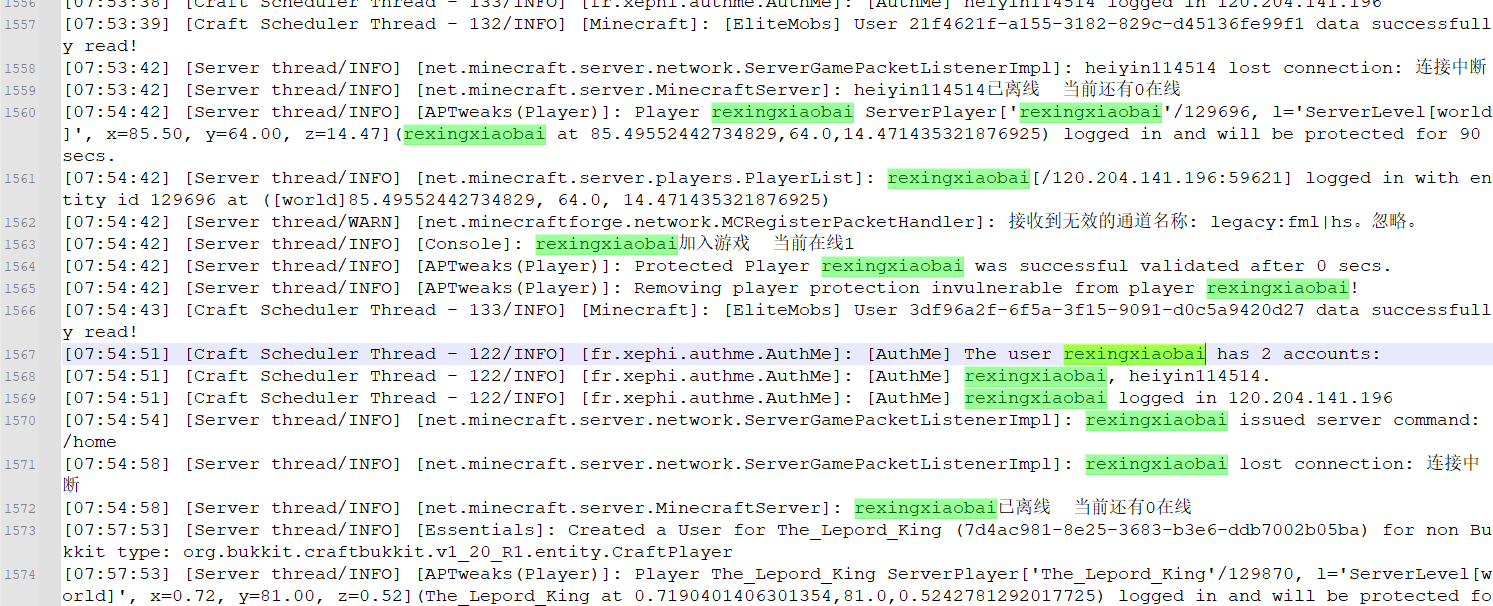 1556 [07:53:38] [Craft Scheduler Thread - 133/INFO] [fr.xephi.authme.AuthMe]: [AuthMe] heiyin114514 logged in 120.204.141.196
1557 [07:53:39] [Craft Scheduler Thread - 132/INFO] [Minecraft]: [EliteMobs] User 21f4621f-a155-3182-829c-d45136fe99f1 data successfull
y read!
1558 [07:53:42] [Server thread/INFO] [net.minecraft.server.network.ServerGamePacketListenerImpl]: heiyin114514 lost connection: 连接中断
1559 [07:53:42] [Server thread/INFO] [net.minecraft.server.MinecraftServer]: heiyin114514已离线  当前还有0在线
1560 [07:54:42] [Server thread/INFO] [APTweaks(Player)]: Player rexingxiaobai ServerPlayer['rexingxiaobai'/129696, l='ServerLevel[world
]', x=85.50, y=64.00, z=14.47](rexingxiaobai at 85.49552442734829,64.0,14.471435321876925) logged in and will be protected for 90
secs.
1561 [07:54:42] [Server thread/INFO] [net.minecraft.server.players.PlayerList]: rexingxiaobai[/120.204.141.196:59621] logged in with en
tity id 129696 at ([world]85.49552442734829, 64.0, 14.471435321876925)
1562 [07:54:42] [Server thread/WARN] [net.minecraftforge.network.MCRegisterPacketHandler]: 接收到无效的通道名称: legacy:fml|hs。忽略。
1563 [07:54:42] [Server thread/INFO] [Console]: rexingxiaobai加入游戏  当前在线1
1564 [07:54:42] [Server thread/INFO] [APTweaks(Player)]: Protected Player rexingxiaobai was successful validated after 0 secs.
1565 [07:54:42] [Server thread/INFO] [APTweaks(Player)]: Removing player protection invulnerable from player rexingxiaobai!
1566 [07:54:43] [Craft Scheduler Thread - 133/INFO] [Minecraft]: [EliteMobs] User 3df96a2f-6f5a-3f15-9091-d0c5a9420d27 data successfull
y read!
1567 [07:54:51] [Craft Scheduler Thread - 122/INFO] [fr.xephi.authme.AuthMe]: [AuthMe] The user rexingxiaobai has 2 accounts:
1568 [07:54:51] [Craft Scheduler Thread - 122/INFO] [fr.xephi.authme.AuthMe]: [AuthMe] rexingxiaobai, heiyin114514.
1569 [07:54:51] [Craft Scheduler Thread - 122/INFO] [fr.xephi.authme.AuthMe]: [AuthMe] rexingxiaobai logged in 120.204.141.196
1570 [07:54:54] [Server thread/INFO] [net.minecraft.server.network.ServerGamePacketListenerImpl]: rexingxiaobai issued server command:
/home
1571 [07:54:58] [Server thread/INFO] [net.minecraft.server.network.ServerGamePacketListenerImpl]: rexingxiaobai lost connection: 连接中
断
1572 [07:54:58] [Server thread/INFO] [net.minecraft.server.MinecraftServer]: rexingxiaobai已离线  当前还有0在线
1573 [07:57:53] [Server thread/INFO] [Essentials]: Created a User for The_Lepord_King (7d4ac981-8e25-3683-b3e6-ddb7002b05ba) for non Bu
kkit type: org.bukkit.craftbukkit.v1_20_R1.entity.CraftPlayer
1574 [07:57:53] [Server thread/INFO] [APTweaks(Player)]: Player The_Lepord_King ServerPlayer['The_Lepord_King'/129870, l='ServerLevel[w
orld]', x=0.72, y=81.00, z=0.52](The_Lepord_King at 0.7190401406301354,81.0,0.5242781292017725) logged in and will be protected fo